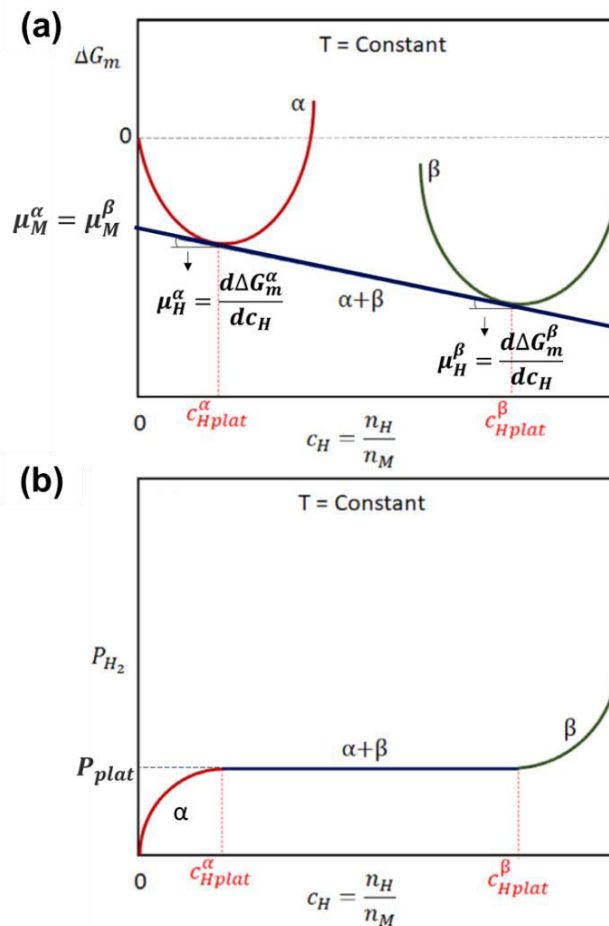 (a)
T = Constant
ΔG_m
α
0
β
μ_M^α = μ_M^β
μ_H^α = dΔG_m^α / dc_H
α+β
μ_H^β = dΔG_m^β / dc_H
0
c_Hplat^α
c_H = n_H / n_M
c_Hplat^β
(b)
T = Constant
P_H₂
α+β
β
P_plat
α
0
c_Hplat^α
c_H = n_H / n_M
c_Hplat^β